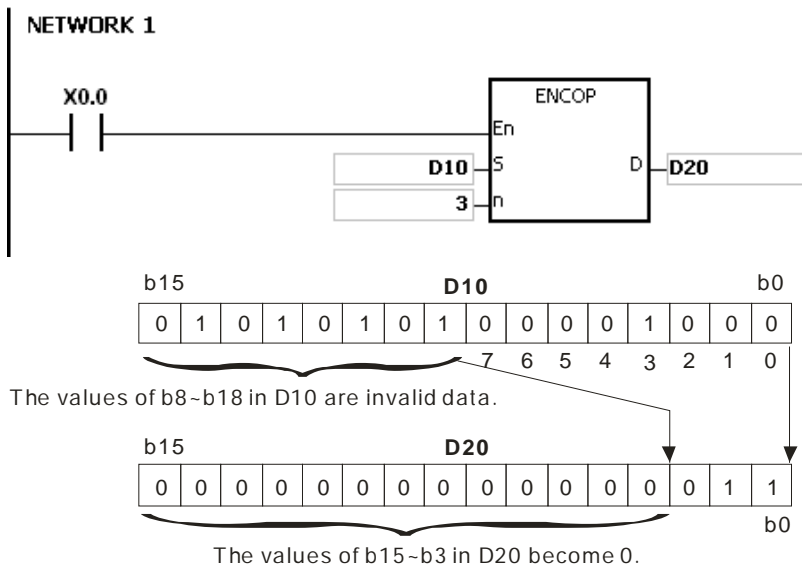 NETWORK 1
X0.0
ENCOP
En
D10 S D D20
3 n
b15 D10 b0
0 1 0 1 0 1 0 1 0 0 0 0 1 0 0 0
7 6 5 4 3 2 1 0
The values of b8~b18 in D10 are invalid data.
b15 D20
0 0 0 0 0 0 0 0 0 0 0 0 0 0 1 1
b0
The values of b15~b3 in D20 become 0.